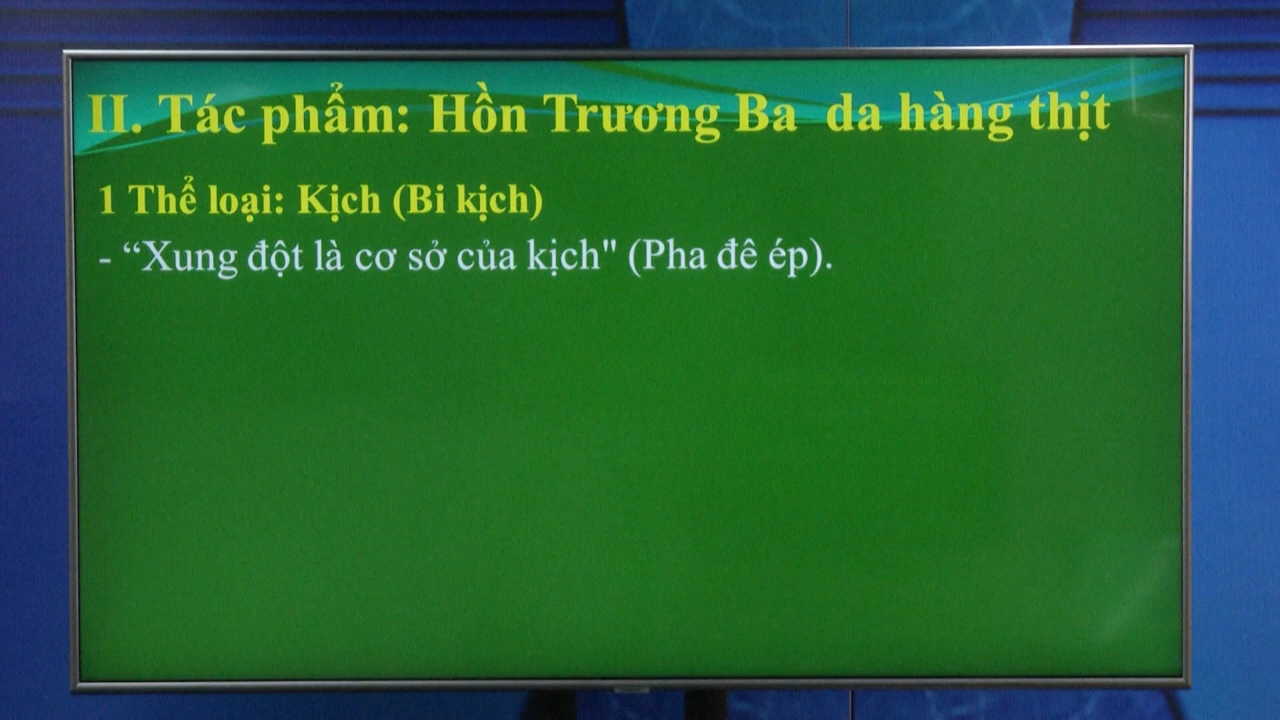 II. Tác phẩm: Hồn Trương Ba da hàng thịt
1 Thể loại: Kịch (Bi kịch)
- “Xung đột là cơ sở của kịch" (Pha đê ép).